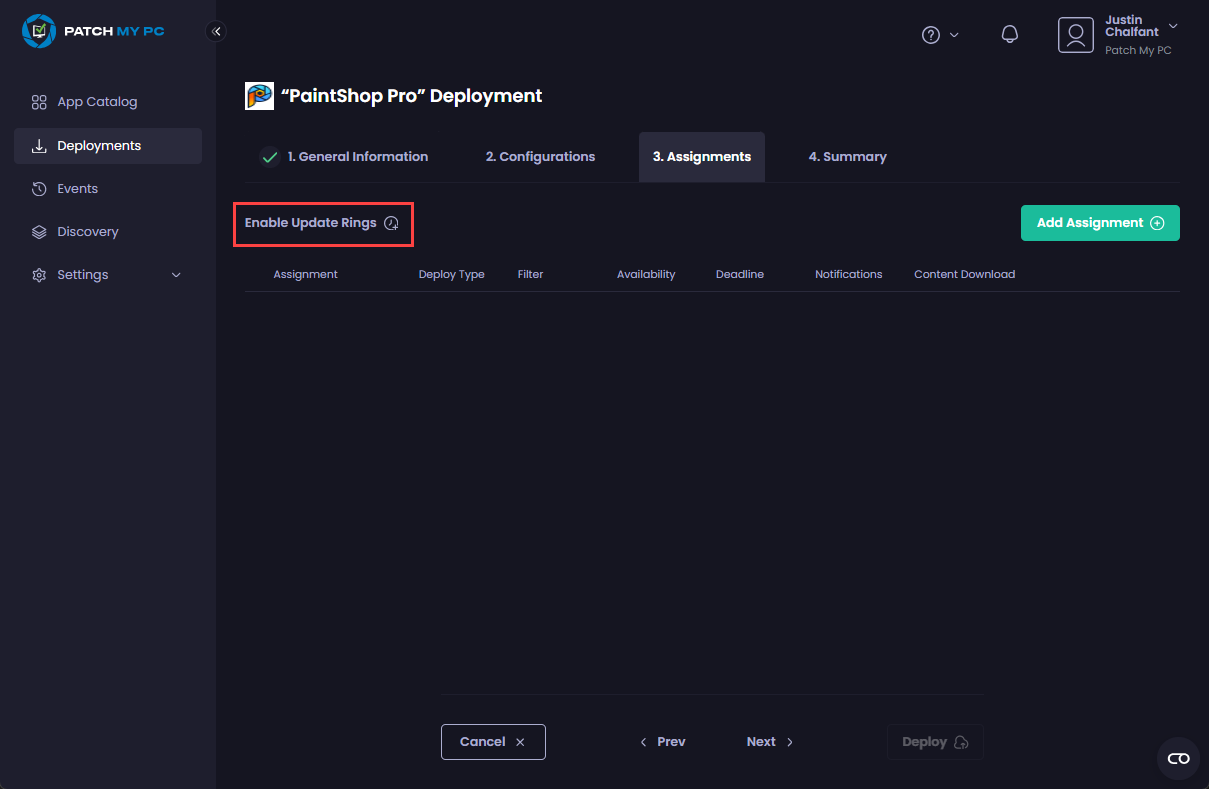 PATCH MY PC
Justin
Chalfant
Patch My PC
App Catalog
Deployments
Events
Discovery
Settings
“PaintShop Pro” Deployment
1. General Information
2. Configurations
3. Assignments
4. Summary
Enable Update Rings
Add Assignment
Assignment
Deploy Type
Filter
Availability
Deadline
Notifications
Content Download
Cancel
Prev
Next
Deploy